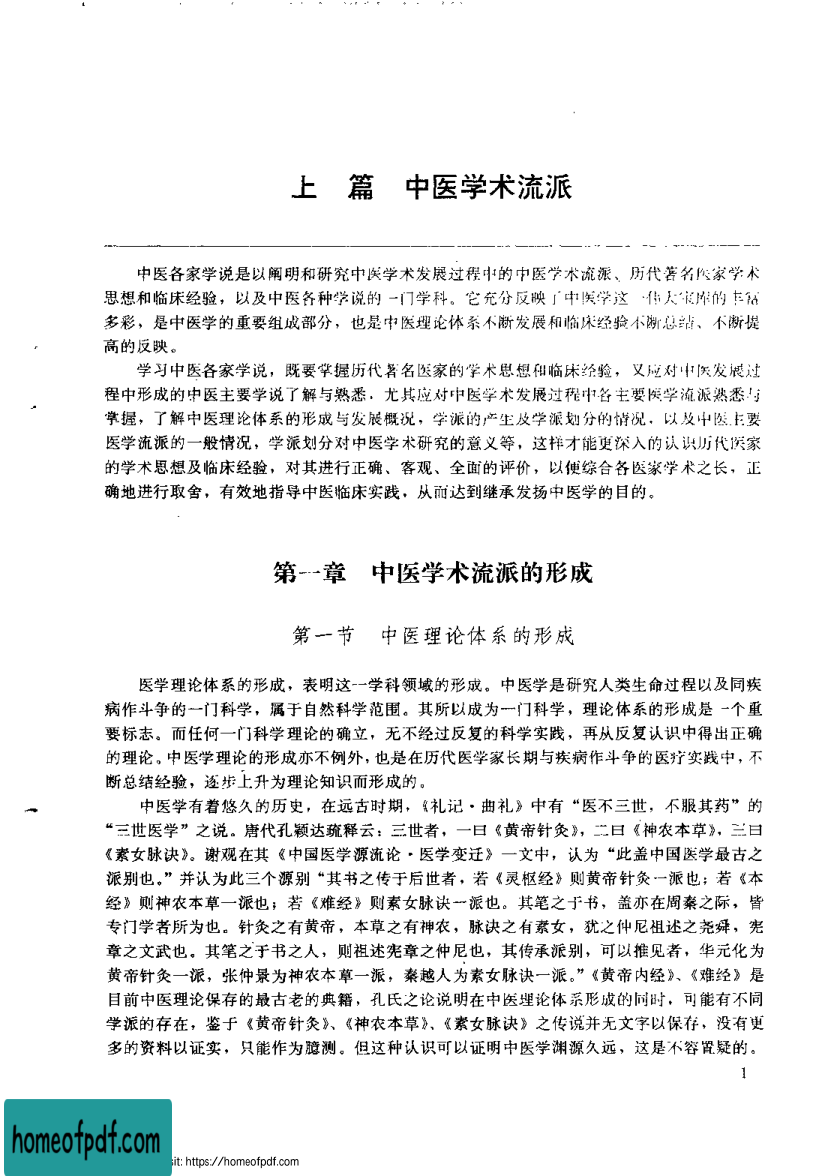 上　篇　中医学术流派
中医各家学说是以阐明和研究中医学术发展过程中的中医学术流派、历代著名医家学术
思想和临床经验，以及中医各种学说的一门学科。它充分反映了中医学这一伟大宝库的丰富
多彩，是中医学的重要组成部分，也是中医理论体系不断发展和临床经验不断总结、不断提
高的反映。
学习中医各家学说，既要掌握历代著名医家的学术思想和临床经验，又应对中医发展过
程中形成的中医主要学说了解与熟悉．尤其应对中医学术发展过程中各主要医学流派熟悉与
掌握，了解中医理论体系的形成与发展概况，学派的产生及学派划分的情况．以及中医主要
医学流派的一般情况，学派划分对中医学术研究的意义等，这样才能更深入的认识历代医家
的学术思想及临床经验，对其进行正确、客观、全面的评价，以便综合各医家学术之长，正
确地进行取舍，有效地指导中医临床实践，从而达到继承发扬中医学的目的。
第一章　中医学术流派的形成
第一节　中医理论体系的形成
医学理论体系的形成，表明这一学科领域的形成。中医学是研究人类生命过程以及同疾
病作斗争的一门科学，属于自然科学范围。其所以成为一门科学，理论体系的形成是一个重
要标志。而任何一门科学理论的确立，无不经过反复的科学实践，再从反复认识中得出正确
的理论。中医学理论的形成亦不例外，也是在历代医学家长期与疾病作斗争的医疗实践中，不
断总结经验，逐步上升为理论知识而形成的。
中医学有着悠久的历史，在远古时期，《礼记·曲礼》中有“医不三世，不服其药”的
“三世医学”之说。唐代孔颖达疏释云：三世者，一曰《黄帝针灸》，二曰《神农本草》，三曰
《素女脉诀》。谢观在其《中国医学源流论·医学变迁》一文中，认为“此盖中国医学最古之
派别也。”并认为此三个源别“其书之传于后世者，若《灵枢经》则黄帝针灸一派也；若《本
经》则神农本草一派也；若《难经》则素女脉诀一派也。其笔之于书，盖亦在周秦之际，皆
专门学者所为也。针灸之有黄帝，本草之有神农，脉诀之有素女，犹之仲尼祖述之尧舜，宪
章之文武也。其笔之于书之人，则祖述宪章之仲尼也，其传承派别，可以推见者，华元化为
黄帝针灸一派，张仲景为神农本草一派，秦越人为素女脉诀一派。”《黄帝内经》、《难经》是
目前中医理论保存的最古老的典籍，孔氏之论说明在中医理论体系形成的同时，可能有不同
学派的存在，鉴于《黄帝针灸》、《神农本草》、《素女脉诀》之传说并无文字以保存，没有更
多的资料以证实，只能作为臆测。但这种认识可以证明中医学渊源久远，这是不容置疑的。
1
homeofpdf.com
sit: https://homeofpdf.com